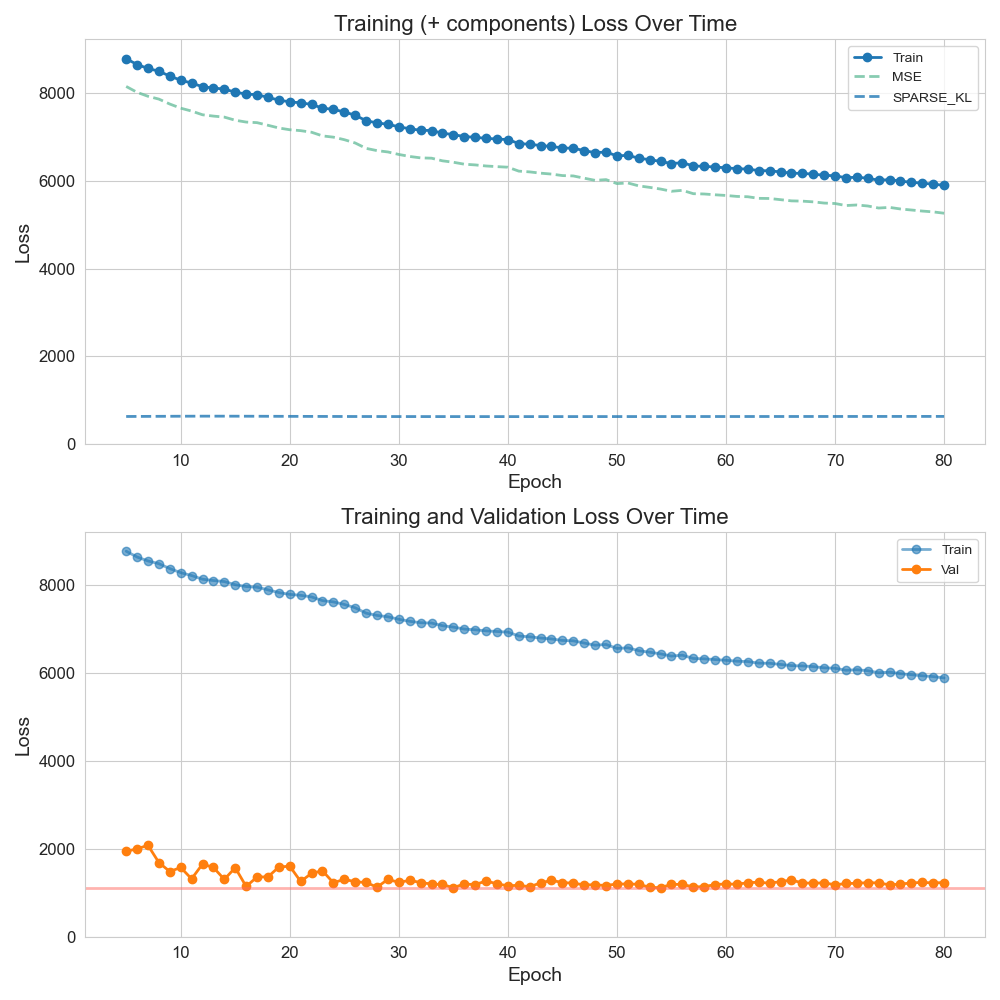 Training (+ components) Loss Over Time
Train
MSE
SPARSE_KL
8000
6000
4000
2000
0
Loss
10 20 30 40 50 60 70 80
Epoch
Training and Validation Loss Over Time
Train
Val
8000
6000
4000
2000
0
Loss
10 20 30 40 50 60 70 80
Epoch